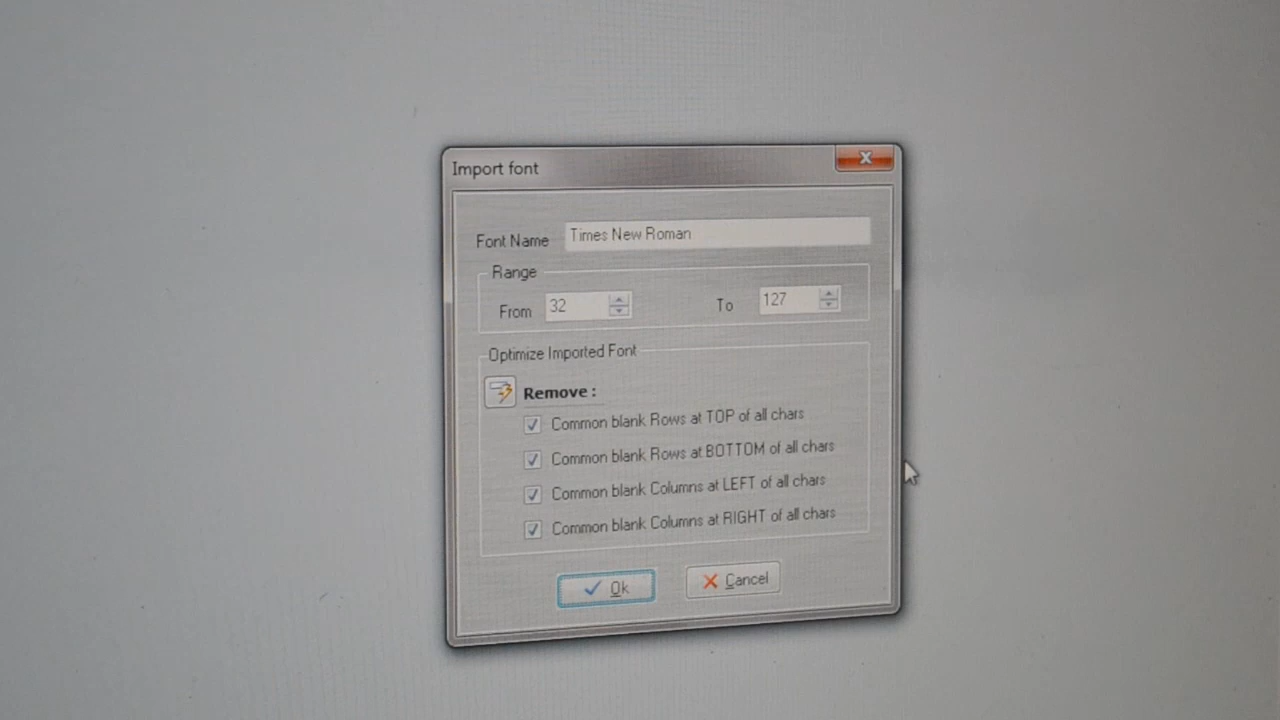 Import font
Font Name Times New Roman
Range
From 32 To 127
Optimize Imported Font
Remove :
Common blank Rows at TOP of all chars
Common blank Rows at BOTTOM of all chars
Common blank Columns at LEFT of all chars
Common blank Columns at RIGHT of all chars
Ok Cancel